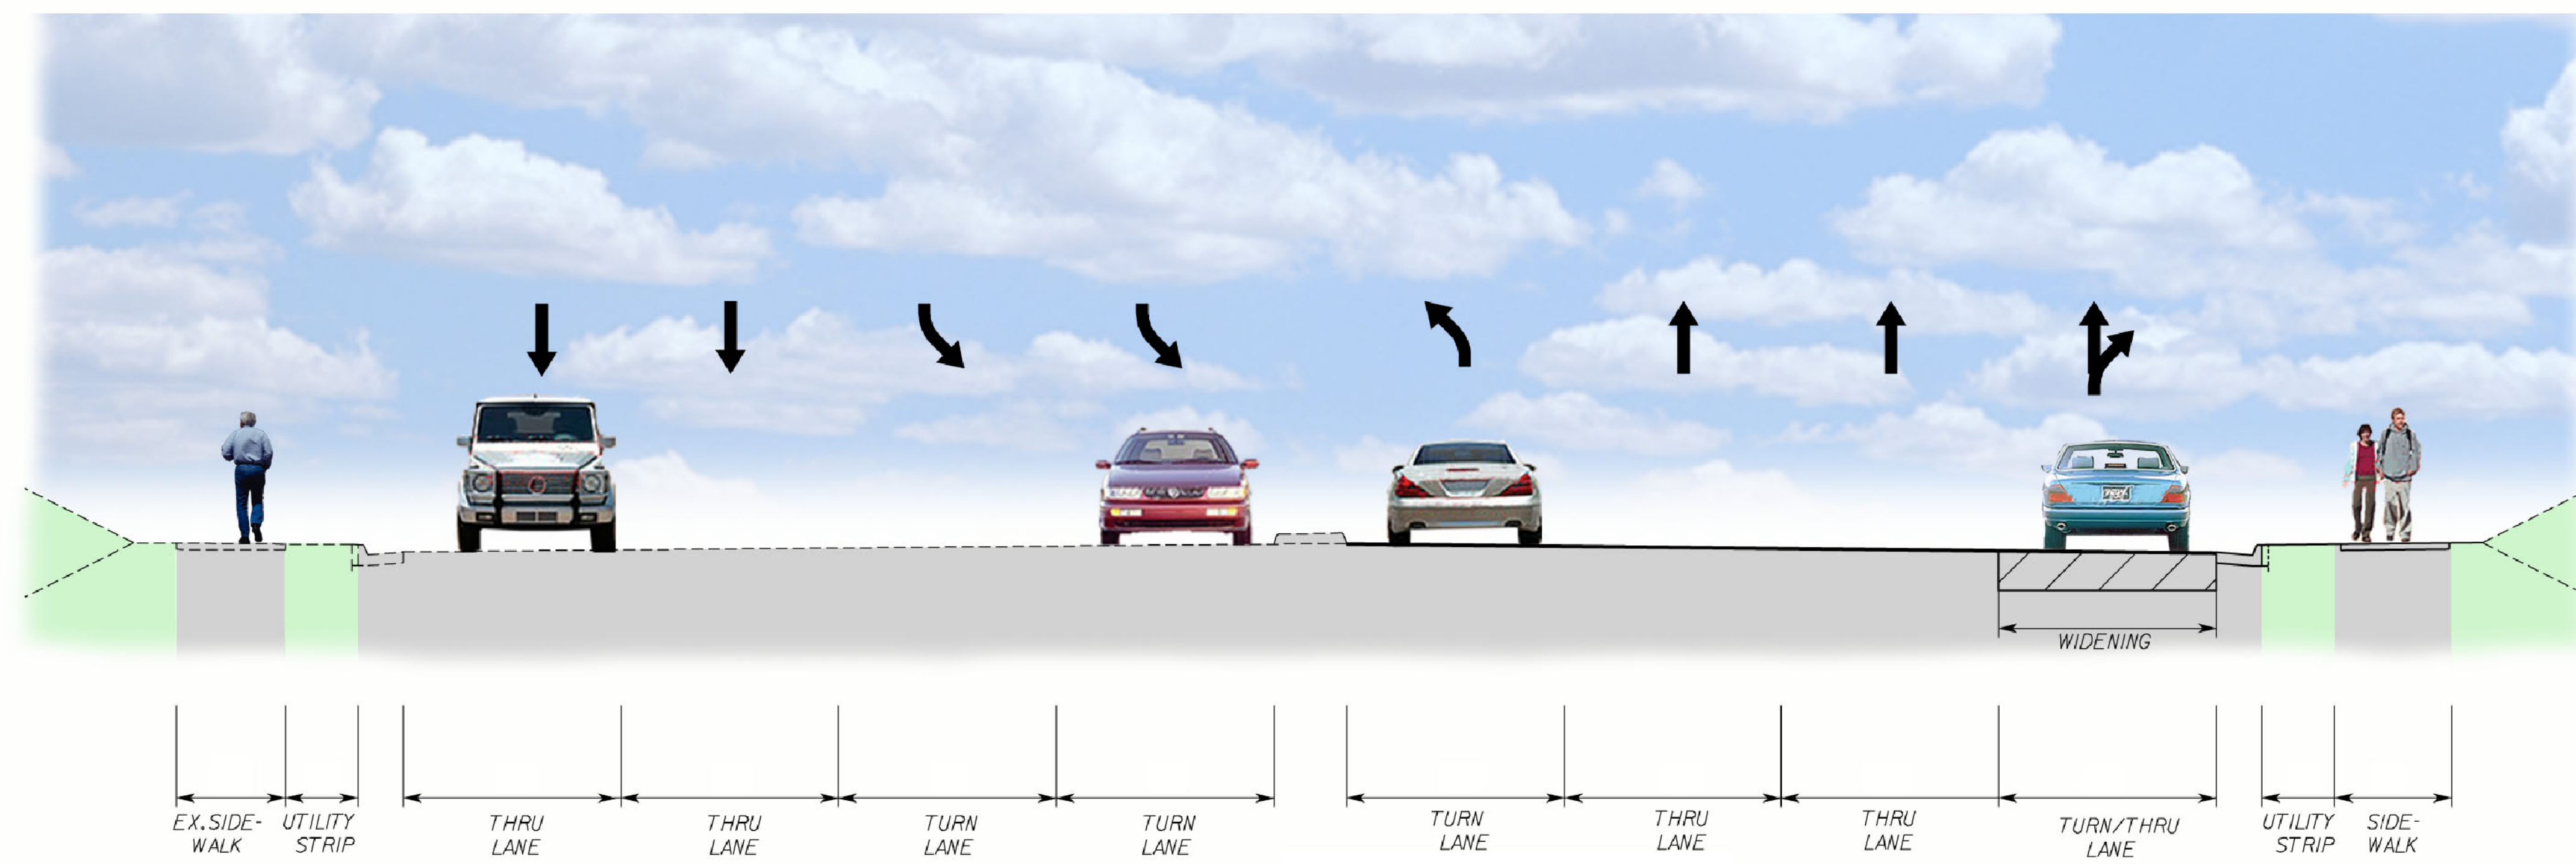 WIDENING
EX.SIDE-
WALK
UTILITY
STRIP
THRU
LANE
THRU
LANE
TURN
LANE
TURN
LANE
TURN
LANE
THRU
LANE
THRU
LANE
TURN/THRU
LANE
UTILITY
STRIP
SIDE-
WALK